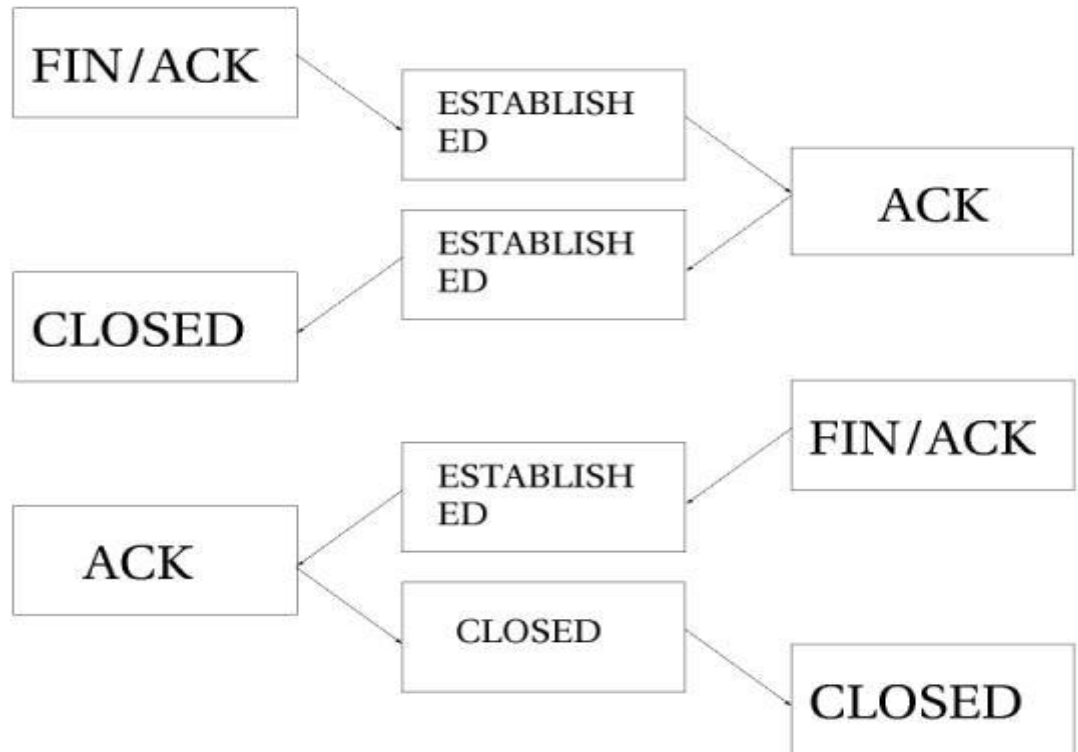 FIN/ACK
ESTABLISH
ED
ACK
ESTABLISH
ED
CLOSED
FIN/ACK
ESTABLISH
ED
ACK
CLOSED
CLOSED